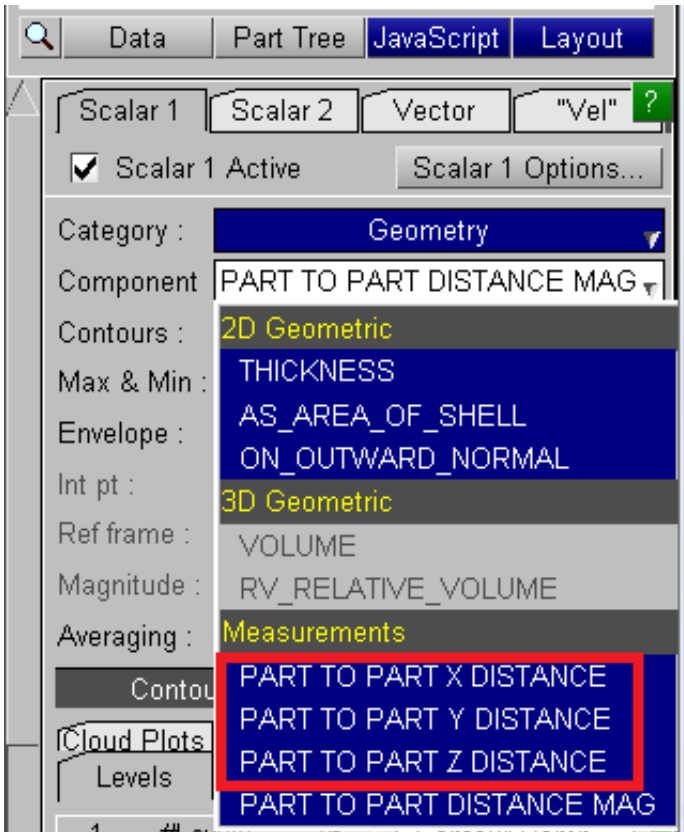 Data Part Tree JavaScript Layout
Scalar 1 Scalar 2 Vector "Vel" ?
Scalar 1 Active Scalar 1 Options...
Category : Geometry
Component PART TO PART DISTANCE MAG
Contours : 2D Geometric
Max & Min : THICKNESS
AS_AREA_OF_SHELL
Envelope : ON_OUTWARD_NORMAL
Int pt : 3D Geometric
Ref frame : VOLUME
Magnitude : RV_RELATIVE_VOLUME
Averaging : Measurements
Contou PART TO PART X DISTANCE
PART TO PART Y DISTANCE
Cloud Plots PART TO PART Z DISTANCE
Levels
PART TO PART DISTANCE MAG